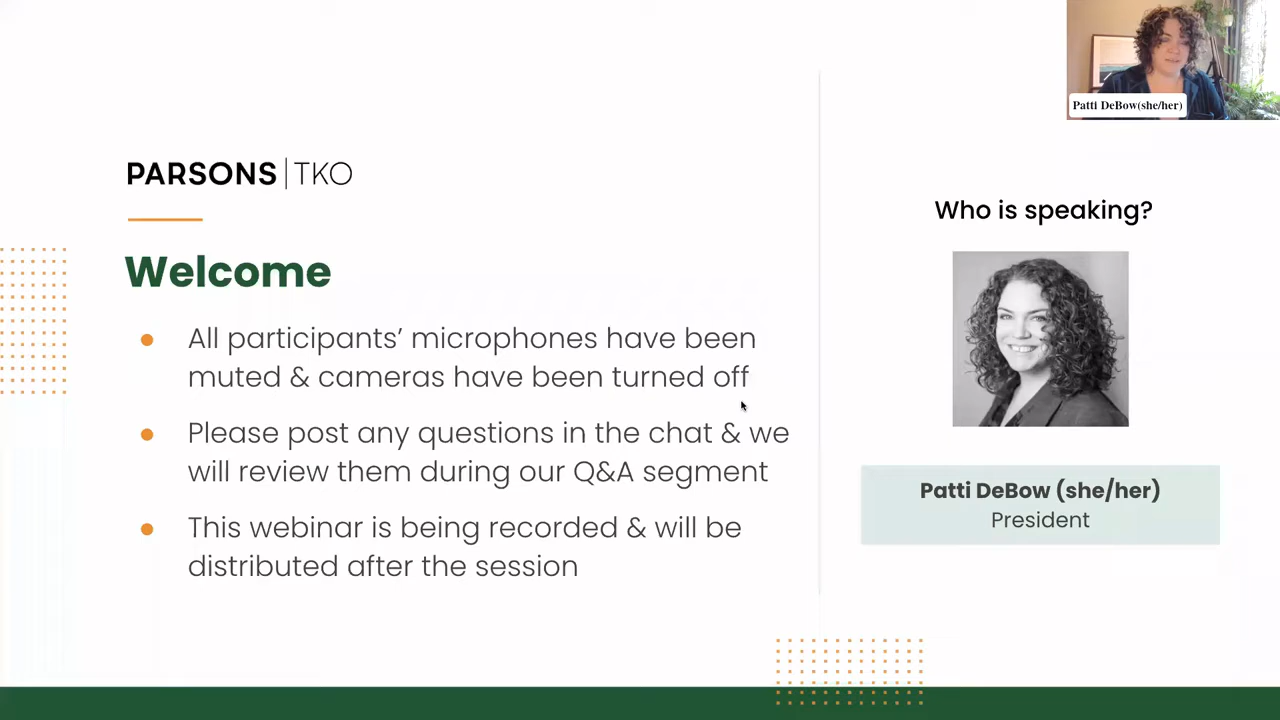 Patti DeBow(she/her)
PARSONS|TKO
Welcome
All participants’ microphones have been
muted & cameras have been turned off
Please post any questions in the chat & we
will review them during our Q&A segment
This webinar is being recorded & will be
distributed after the session
Who is speaking?
Patti DeBow (she/her)
President